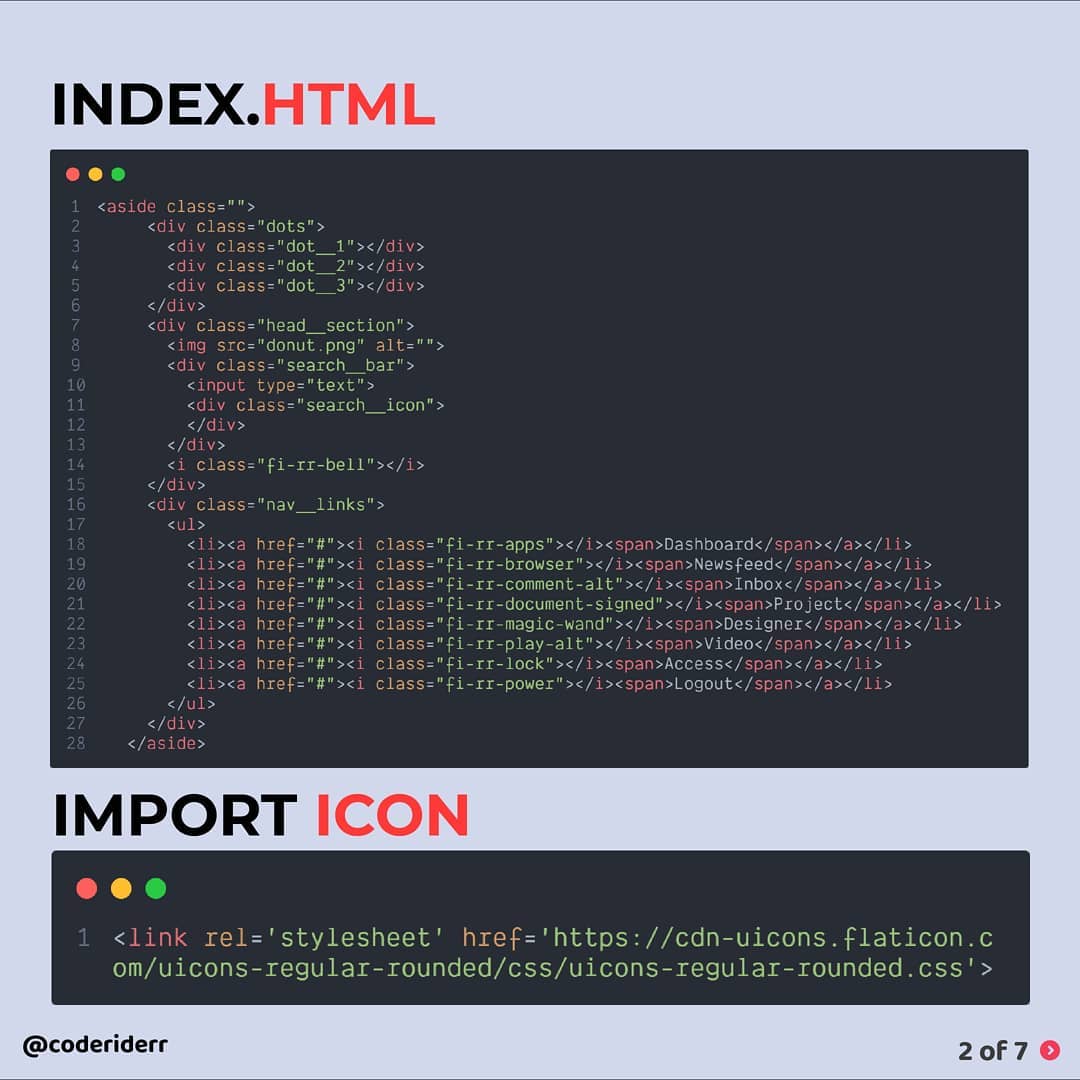 INDEX.HTML
1 <aside class="">
2 <div class="dots">
3 <div class="dot__1"></div>
4 <div class="dot__2"></div>
5 <div class="dot__3"></div>
6 </div>
7 <div class="head__section">
8 <img src="donut.png" alt="">
9 <div class="search__bar">
10 <input type="text">
11 <div class="search__icon">
12 </div>
13 </div>
14 <i class="fi-rr-bell"></i>
15 </div>
16 <div class="nav__links">
17 <ul>
18 <li><a href="#"><i class="fi-rr-apps"></i><span>Dashboard</span></a></li>
19 <li><a href="#"><i class="fi-rr-browser"></i><span>Newsfeed</span></a></li>
20 <li><a href="#"><i class="fi-rr-comment-alt"></i><span>Inbox</span></a></li>
21 <li><a href="#"><i class="fi-rr-document-signed"></i><span>Project</span></a></li>
22 <li><a href="#"><i class="fi-rr-magic-wand"></i><span>Designer</span></a></li>
23 <li><a href="#"><i class="fi-rr-play-alt"></i><span>Video</span></a></li>
24 <li><a href="#"><i class="fi-rr-lock"></i><span>Access</span></a></li>
25 <li><a href="#"><i class="fi-rr-power"></i><span>Logout</span></a></li>
26 </ul>
27 </div>
28 </aside>
IMPORT ICON
1 <link rel='stylesheet' href='https://cdn-uicons.flaticon.c
om/uicons-regular-rounded/css/uicons-regular-rounded.css'>
@coderiderr
2 of 7